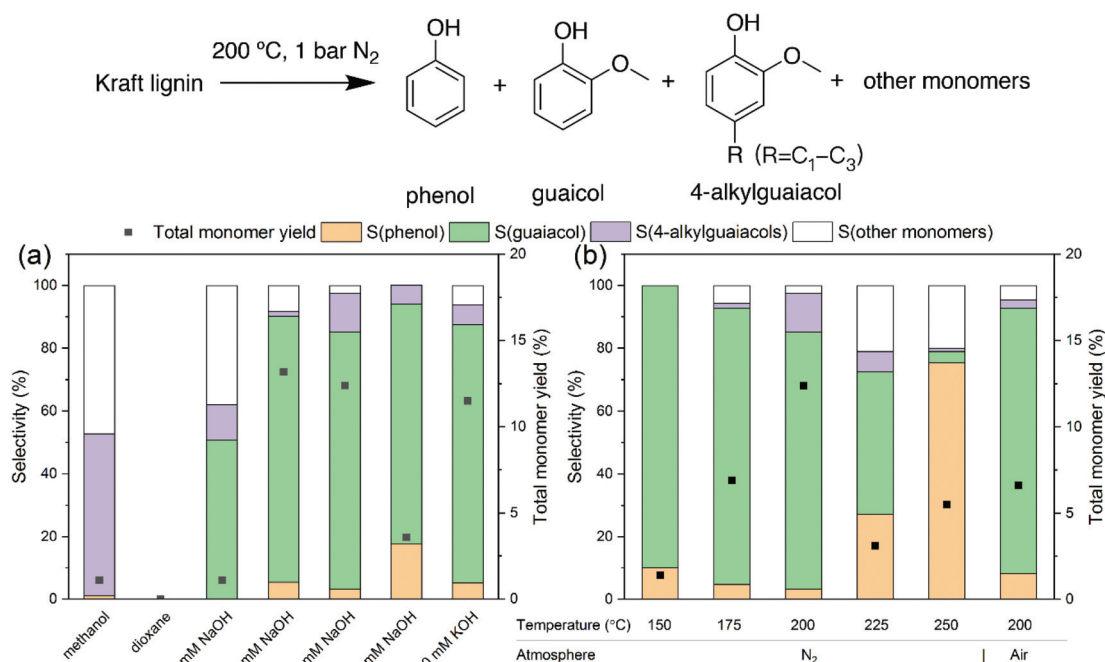 OH
200 ºC, 1 bar N2
Kraft lignin
+
OH
O
+
OH
O
+
other monomers
R (R=C1–C3)
phenol
guaicol
4-alkylguaiacol
Total monomer yield S(phenol) S(guaiacol) S(4-alkylguaiacols) S(other monomers)
(a)
Selectivity (%)
0
20
40
60
80
100
Total monomer yield (%)
0
5
10
15
20
methanol
dioxane
mM NaOH
mM NaOH
mM NaOH
mM NaOH
0 mM KOH
(b)
Selectivity (%)
0
20
40
60
80
100
Total monomer yield (%)
0
5
10
15
20
Temperature (°C) 150 175 200 225 250 200
Atmosphere N2 | Air